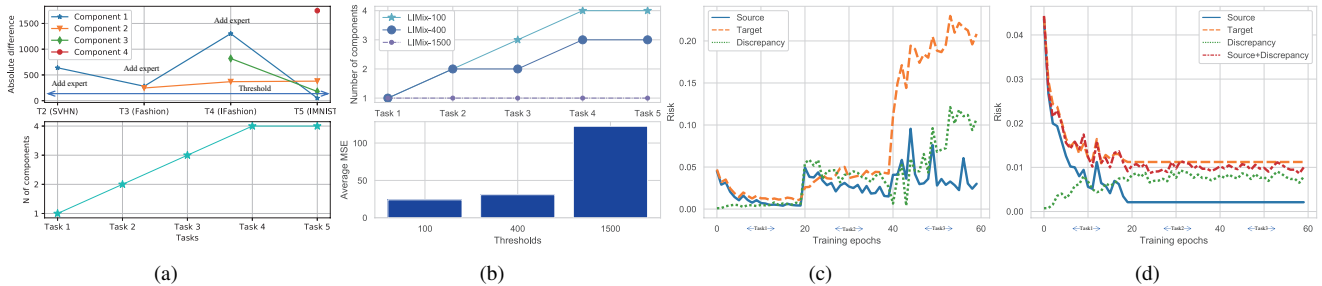 Component 1
Component 2
Component 3
Component 4
Add expert
Add expert
Add expert
Threshold
Absolute difference
1500
1000
500
0
T2 (SVHN)
T3 (Fashion)
T4 (IFashion)
T5 (IMNIST)
N of components
4
3
2
1
Task 1
Task 2
Task 3
Task 4
Task 5
Tasks
(a)
LIMix-100
LIMix-400
LIMix-1500
Number of components
4
3
2
1
Task 1
Task 2
Task 3
Task 4
Task 5
Average MSE
100
50
0
100
400
1500
Thresholds
(b)
Source
Target
Discrepancy
Risk
0.20
0.15
0.10
0.05
0.00
0
20
40
60
Task1
Task2
Task3
Training epochs
(c)
Source
Target
Discrepancy
Source+Discrepancy
Risk
0.04
0.03
0.02
0.01
0.00
0
20
40
60
Task1
Task2
Task3
Training epochs
(d)